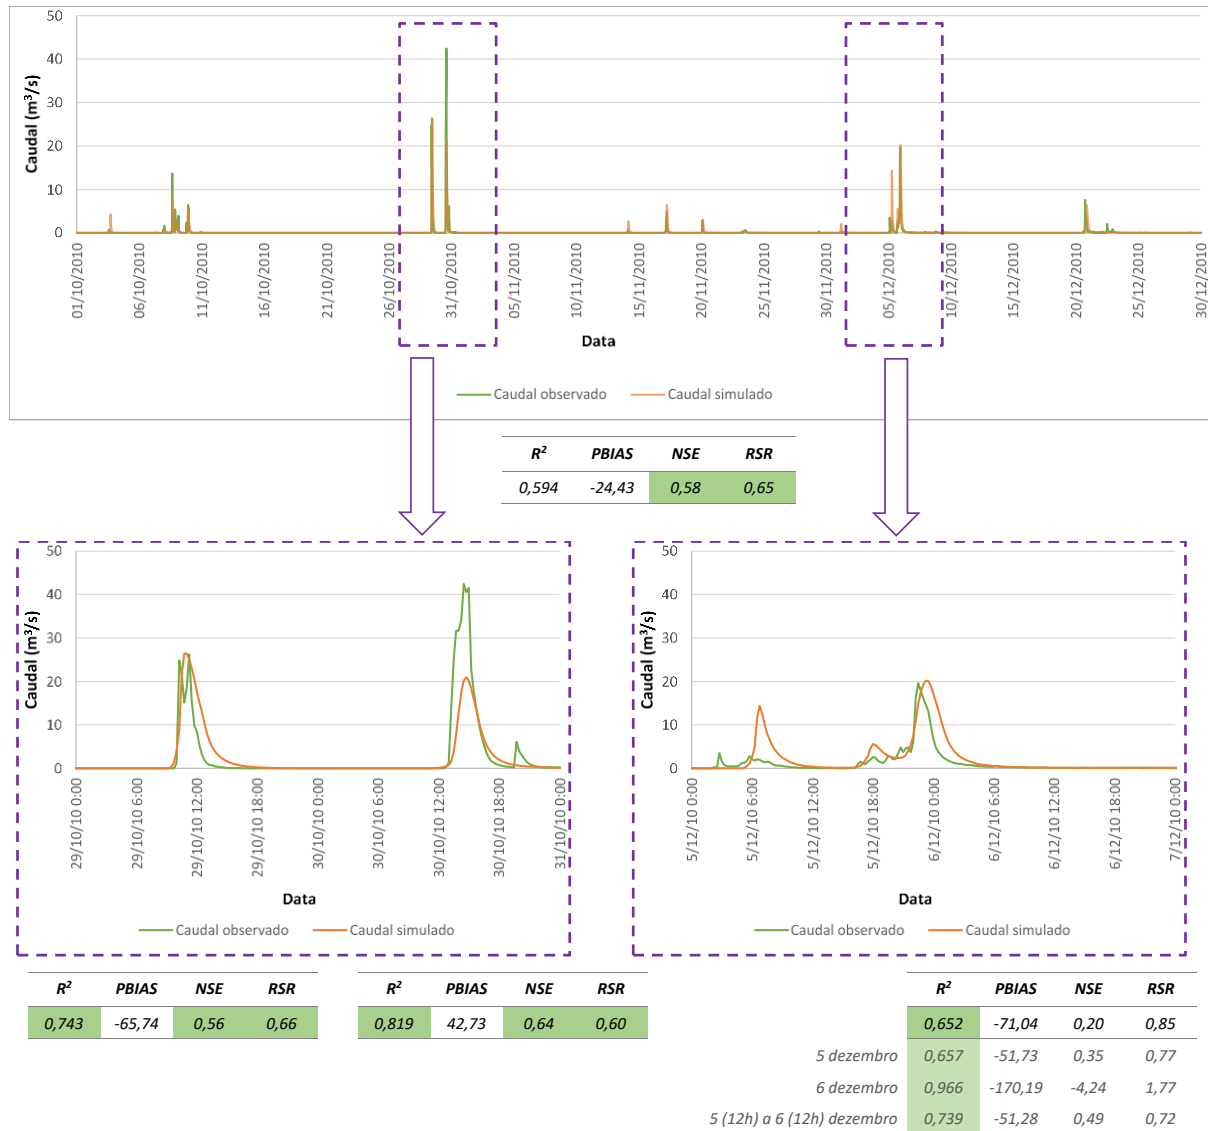 50
40
30
20
10
0
Caudal (m³/s)
01/10/2010
06/10/2010
11/10/2010
16/10/2010
21/10/2010
26/10/2010
31/10/2010
05/11/2010
10/11/2010
15/11/2010
20/11/2010
25/11/2010
30/11/2010
05/12/2010
10/12/2010
15/12/2010
20/12/2010
25/12/2010
30/12/2010
Data
Caudal observado Caudal simulado
R² PBIAS NSE RSR
0,594 -24,43 0,58 0,65
50
40
30
20
10
0
Caudal (m³/s)
29/10/10 0:00
29/10/10 6:00
29/10/10 12:00
29/10/10 18:00
30/10/10 0:00
30/10/10 6:00
30/10/10 12:00
30/10/10 18:00
31/10/10 0:00
Data
Caudal observado Caudal simulado
50
40
30
20
10
0
Caudal (m³/s)
5/12/10 0:00
5/12/10 6:00
5/12/10 12:00
5/12/10 18:00
6/12/10 0:00
6/12/10 6:00
6/12/10 12:00
6/12/10 18:00
7/12/10 0:00
Data
Caudal observado Caudal simulado
R² PBIAS NSE RSR
0,743 -65,74 0,56 0,66
R² PBIAS NSE RSR
0,819 42,73 0,64 0,60
R² PBIAS NSE RSR
0,652 -71,04 0,20 0,85
5 dezembro 0,657 -51,73 0,35 0,77
6 dezembro 0,966 -170,19 -4,24 1,77
5 (12h) a 6 (12h) dezembro 0,739 -51,28 0,49 0,72